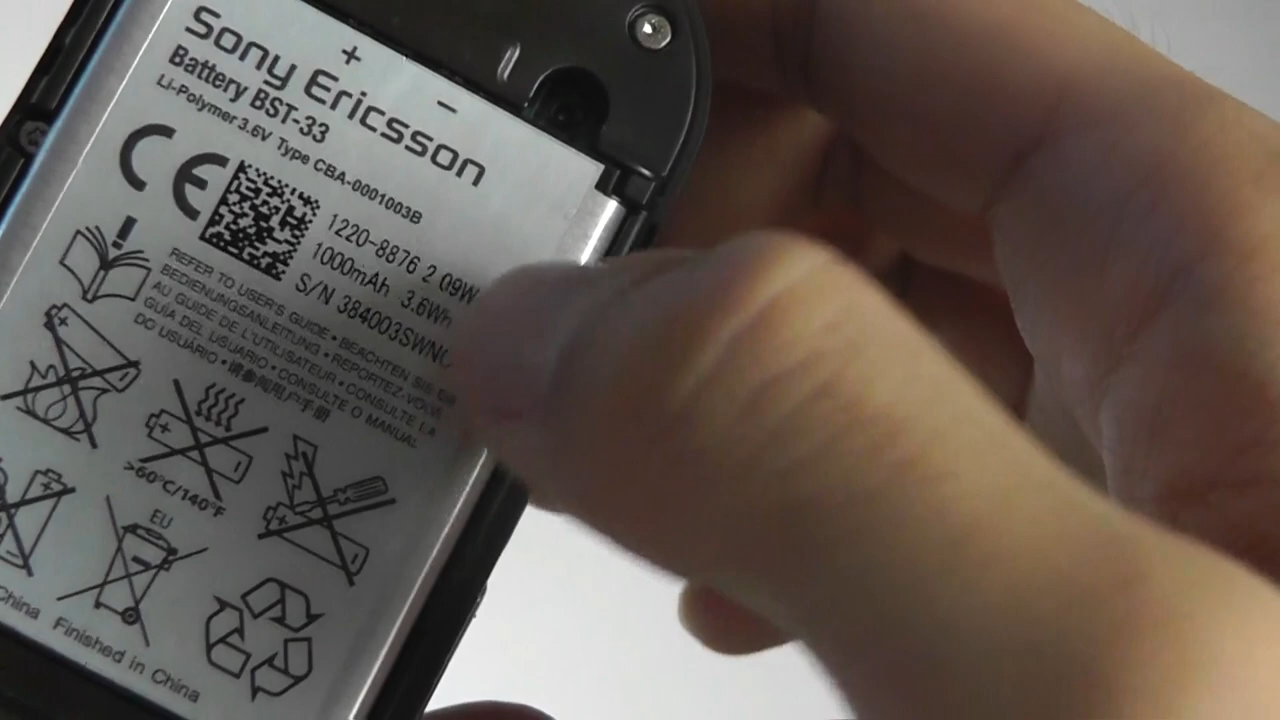 Sony Ericsson
+ −
Battery BST-33
Li-Polymer 3.6V Type CBA-0001003B
CE
1220-8876 2 09W
1000mAh 3.6Wh
S/N 384003SWN
REFER TO USER'S GUIDE • BEACHTEN SIE
BEDIENUNGSANLEITUNG • REPORTEZ-VOUS
AU GUIDE DE L'UTILISATEUR • CONSULTE LA
GUÍA DEL USUARIO • CONSULTE O MANUAL
DO USUÁRIO • 请参阅用户手册
>60°C/140°F
EU
China Finished in China